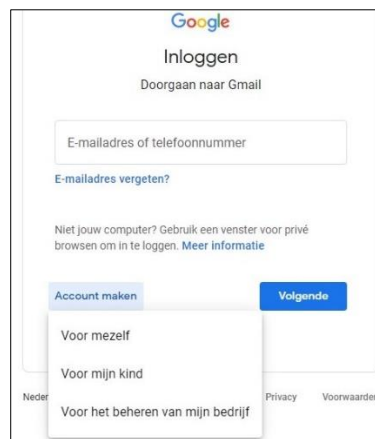 Google
Inloggen
Doorgaan naar Gmail
E-mailadres of telefoonnummer
E-mailadres vergeten?
Niet jouw computer? Gebruik een venster voor privé
browsen om in te loggen. Meer informatie
Account maken
Volgende
Voor mezelf
Voor mijn kind
Voor het beheren van mijn bedrijf
Neder
Privacy
Voorwaarden